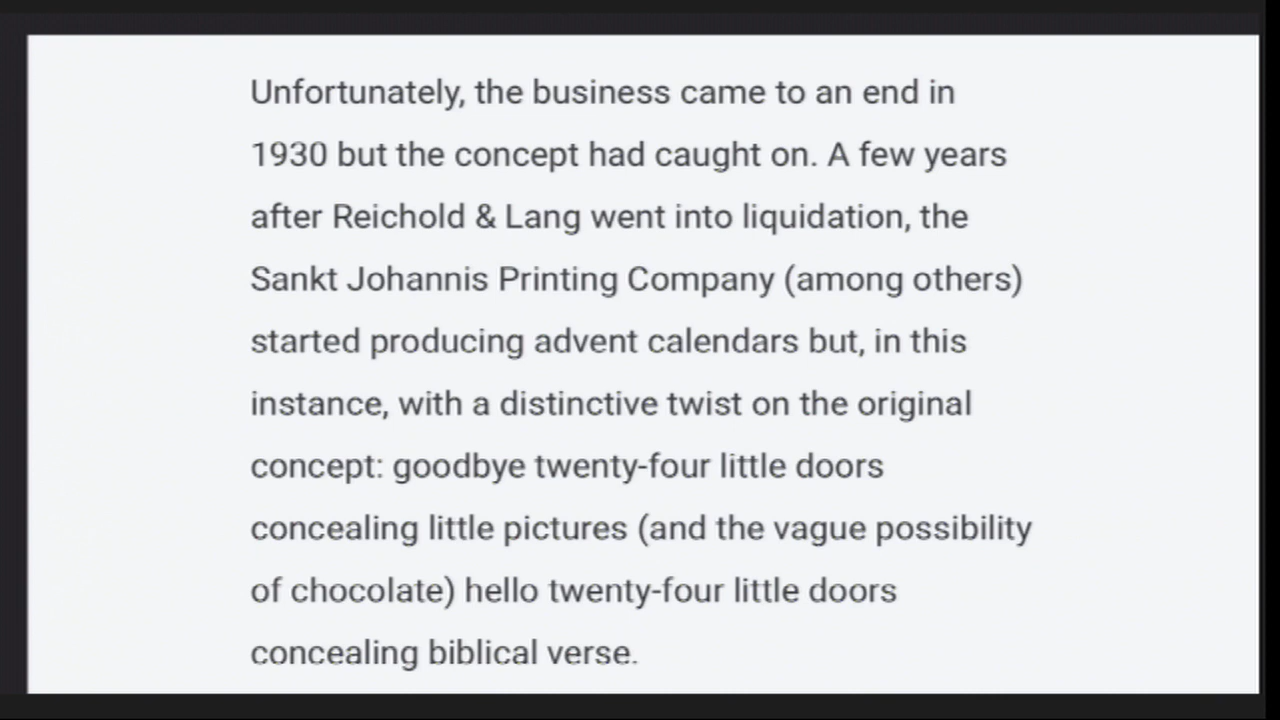 Unfortunately, the business came to an end in
1930 but the concept had caught on. A few years
after Reichold & Lang went into liquidation, the
Sankt Johannis Printing Company (among others)
started producing advent calendars but, in this
instance, with a distinctive twist on the original
concept: goodbye twenty-four little doors
concealing little pictures (and the vague possibility
of chocolate) hello twenty-four little doors
concealing biblical verse.